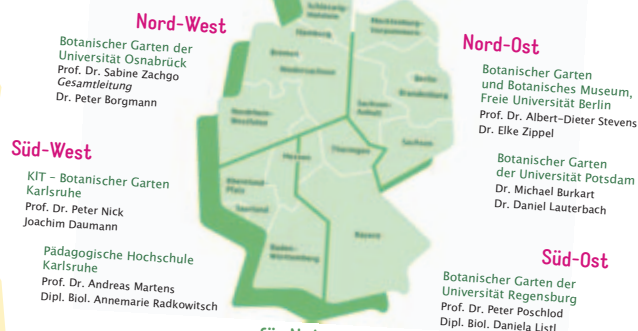 Nord-West
Botanischer Garten der
Universität Osnabrück
Prof. Dr. Sabine Zachgo
Gesamtleitung
Dr. Peter Borgmann
Süd-West
KIT – Botanischer Garten
Karlsruhe
Prof. Dr. Peter Nick
Joachim Daumann
Pädagogische Hochschule
Karlsruhe
Prof. Dr. Andreas Martens
Dipl. Biol. Annemarie Radkowitsch
Schleswig-
Holstein
Hamburg
Mecklenburg-
Vorpommern
Bremen
Niedersachsen
Berlin
Brandenburg
Sachsen-
Anhalt
Nordrhein-
Westfalen
Sachsen
Hessen
Thüringen
Rheinland-
Pfalz
Saarland
Baden-
Württemberg
Bayern
Nord-Ost
Botanischer Garten
und Botanisches Museum,
Freie Universität Berlin
Prof. Dr. Albert-Dieter Stevens
Dr. Elke Zippel
Botanischer Garten
der Universität Potsdam
Dr. Michael Burkart
Dr. Daniel Lauterbach
Süd-Ost
Botanischer Garten der
Universität Regensburg
Prof. Dr. Peter Poschlod
Dipl. Biol. Daniela Listl